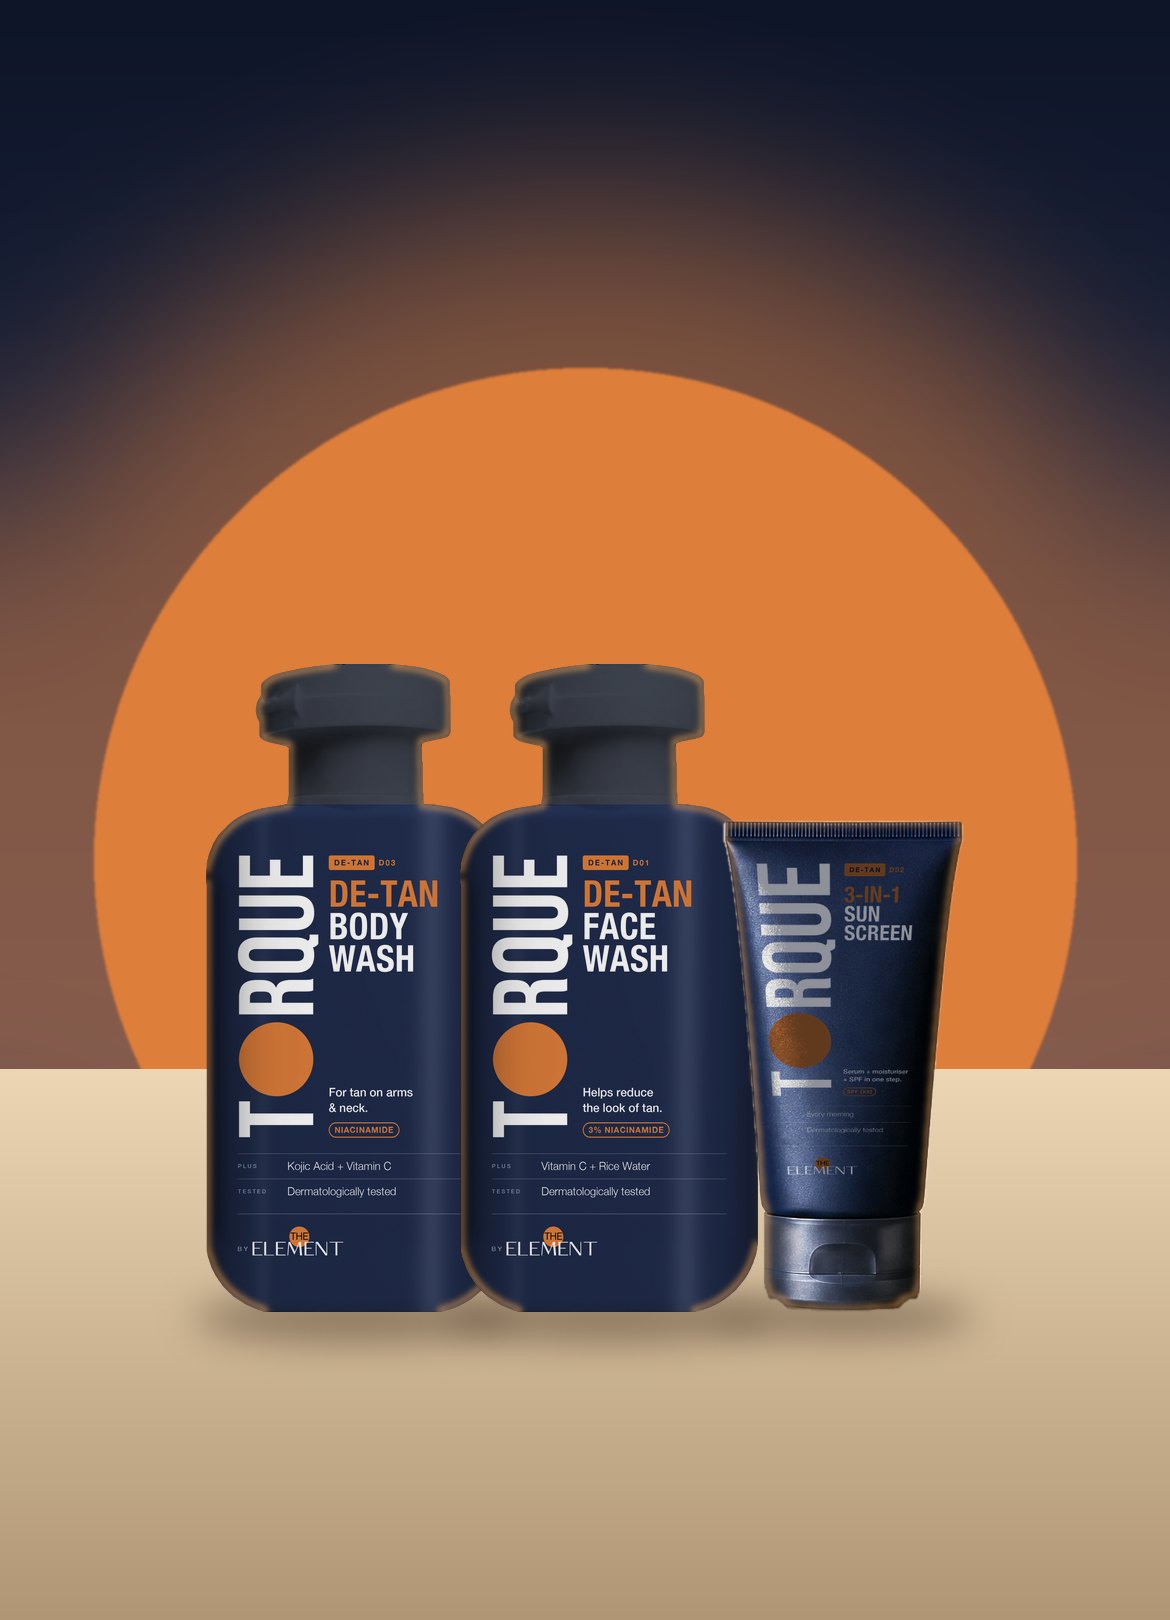 TORQUE
DE-TAN D03
DE-TAN
BODY
WASH
For tan on arms
& neck.
NIACINAMIDE
PLUS Kojic Acid + Vitamin C
TESTED Dermatologically tested
BY THE ELEMENT
TORQUE
DE-TAN D01
DE-TAN
FACE
WASH
Helps reduce
the look of tan.
3% NIACINAMIDE
PLUS Vitamin C + Rice Water
TESTED Dermatologically tested
BY THE ELEMENT
TORQUE
DE-TAN D02
3-IN-1
SUN
SCREEN
Serum + moisturiser
+ SPF in one step.
Every morning
Dermatologically tested
THE ELEMENT